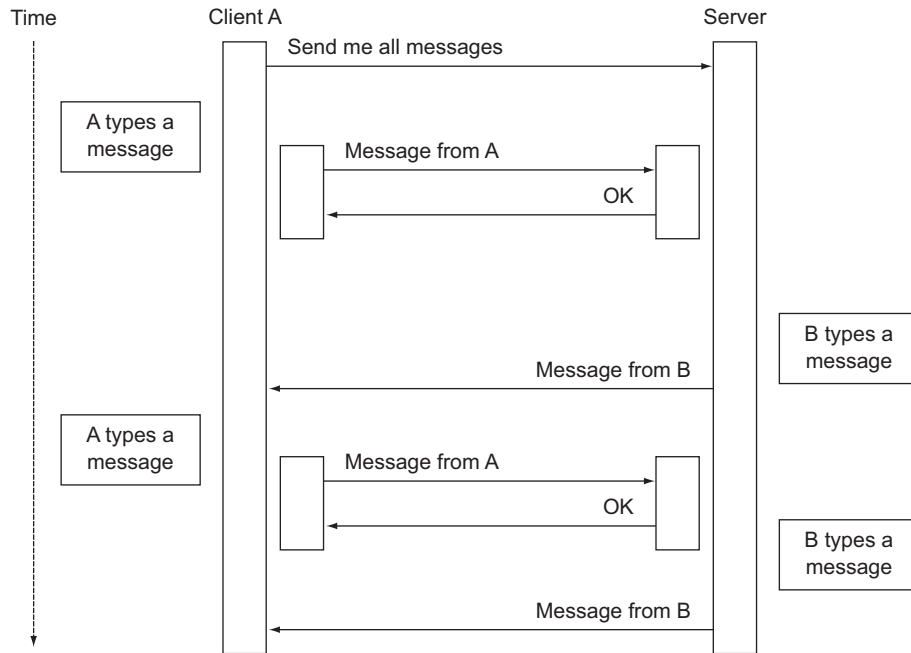 Time
Client A
Server
Send me all messages
A types a
message
Message from A
OK
B types a
message
Message from B
A types a
message
Message from A
OK
B types a
message
Message from B